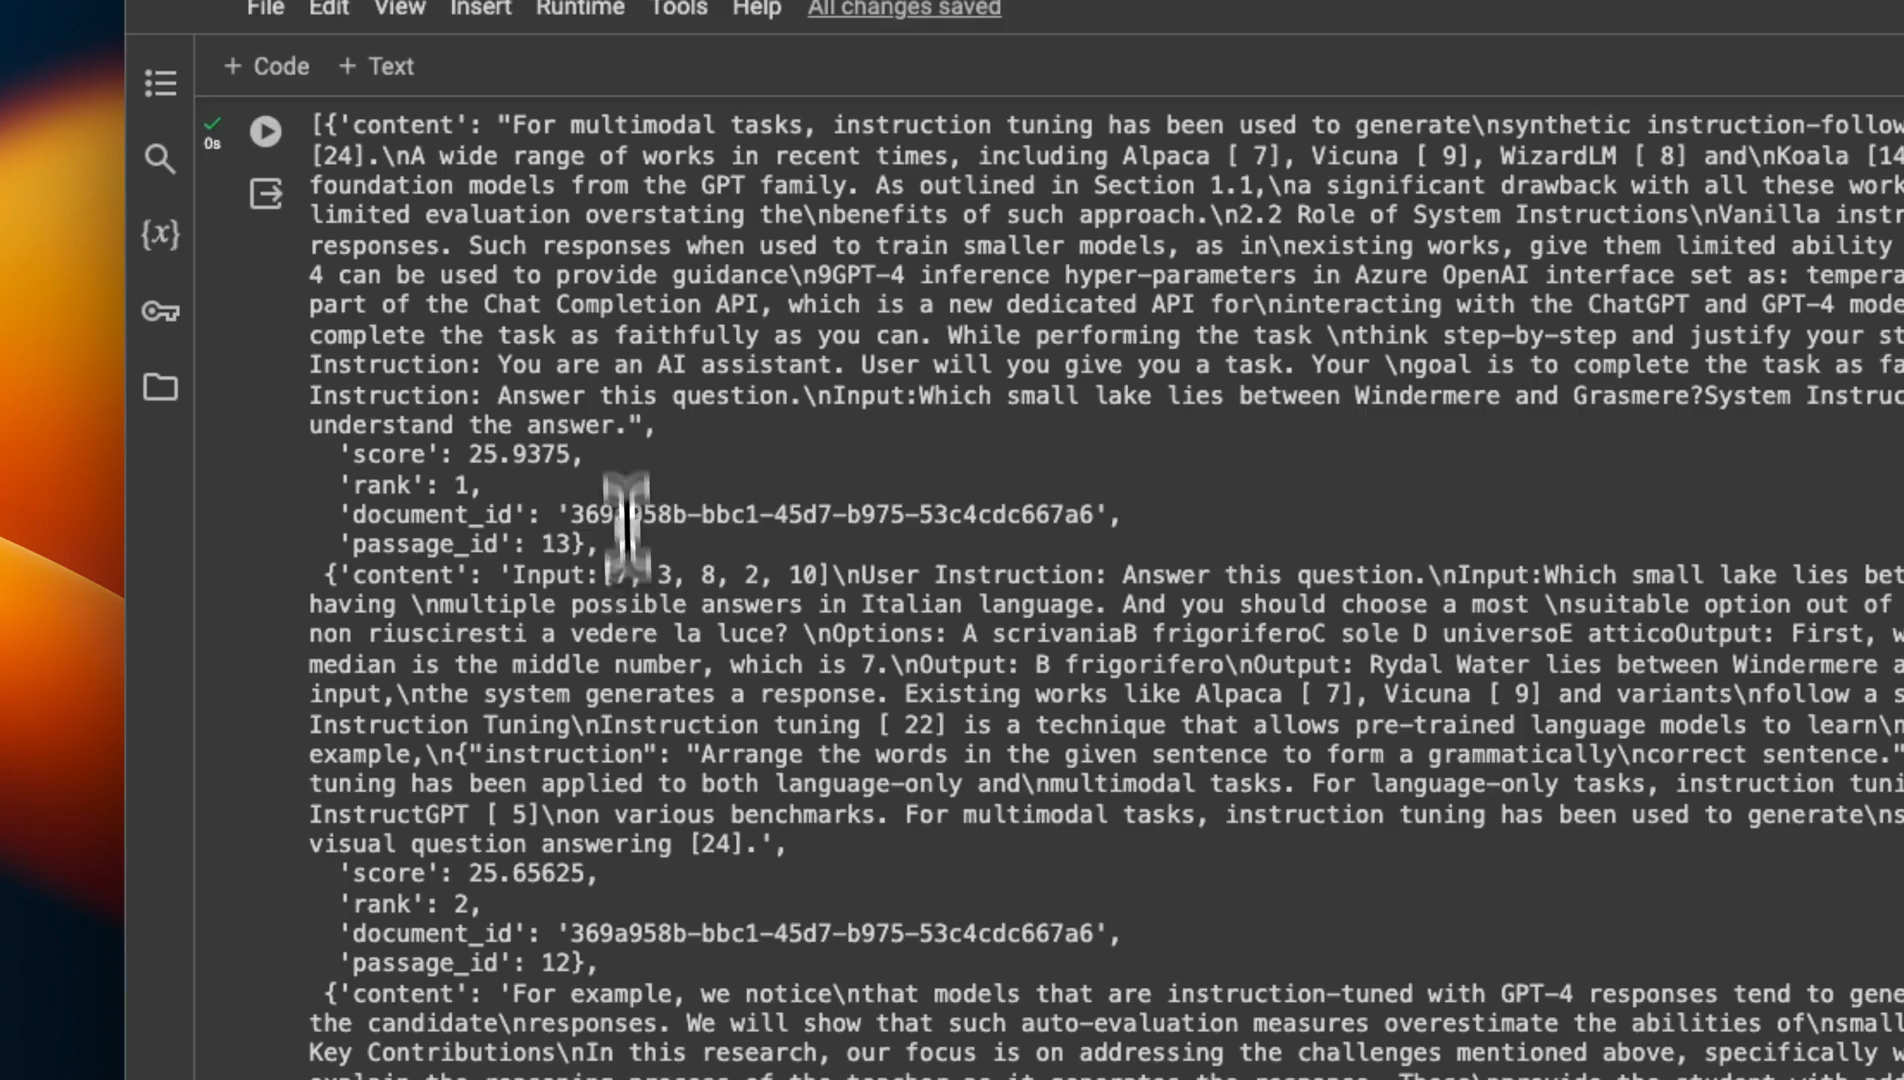 File Edit View Insert Runtime Tools Help All changes saved
+ Code + Text
0s
[{'content': "For multimodal tasks, instruction tuning has been used to generate\nsynthetic instruction-follow
[24].\nA wide range of works in recent times, including Alpaca [ 7], Vicuna [ 9], WizardLM [ 8] and\nKoala [14
foundation models from the GPT family. As outlined in Section 1.1,\na significant drawback with all these work
limited evaluation overstating the\nbenefits of such approach.\n2.2 Role of System Instructions\nVanilla instr
responses. Such responses when used to train smaller models, as in\nexisting works, give them limited ability
4 can be used to provide guidance\n9GPT-4 inference hyper-parameters in Azure OpenAI interface set as: tempera
part of the Chat Completion API, which is a new dedicated API for\ninteracting with the ChatGPT and GPT-4 mode
complete the task as faithfully as you can. While performing the task \nthink step-by-step and justify your st
Instruction: You are an AI assistant. User will you give you a task. Your \ngoal is to complete the task as fa
Instruction: Answer this question.\nInput:Which small lake lies between Windermere and Grasmere?System Instruc
understand the answer.",
'score': 25.9375,
'rank': 1,
'document_id': '369a958b-bbc1-45d7-b975-53c4cdc667a6',
'passage_id': 13},
{'content': 'Input: 3, 8, 2, 10]\nUser Instruction: Answer this question.\nInput:Which small lake lies bet
having \nmultiple possible answers in Italian language. And you should choose a most \nsuitable option out of
non riusciresti a vedere la luce? \nOptions: A scrivaniaB frigoriferoC sole D universoE atticoOutput: First, w
median is the middle number, which is 7.\nOutput: B frigorifero\nOutput: Rydal Water lies between Windermere a
input,\nthe system generates a response. Existing works like Alpaca [ 7], Vicuna [ 9] and variants\nfollow a s
Instruction Tuning\nInstruction tuning [ 22] is a technique that allows pre-trained language models to learn\n
example,\n{"instruction": "Arrange the words in the given sentence to form a grammatically\ncorrect sentence."
tuning has been applied to both language-only and\nmultimodal tasks. For language-only tasks, instruction tuni
InstructGPT [ 5]\non various benchmarks. For multimodal tasks, instruction tuning has been used to generate\ns
visual question answering [24].',
'score': 25.65625,
'rank': 2,
'document_id': '369a958b-bbc1-45d7-b975-53c4cdc667a6',
'passage_id': 12},
{'content': 'For example, we notice\nthat models that are instruction-tuned with GPT-4 responses tend to gene
the candidate\nresponses. We will show that such auto-evaluation measures overestimate the abilities of\nsmall
Key Contributions\nIn this research, our focus is on addressing the challenges mentioned above, specifically w